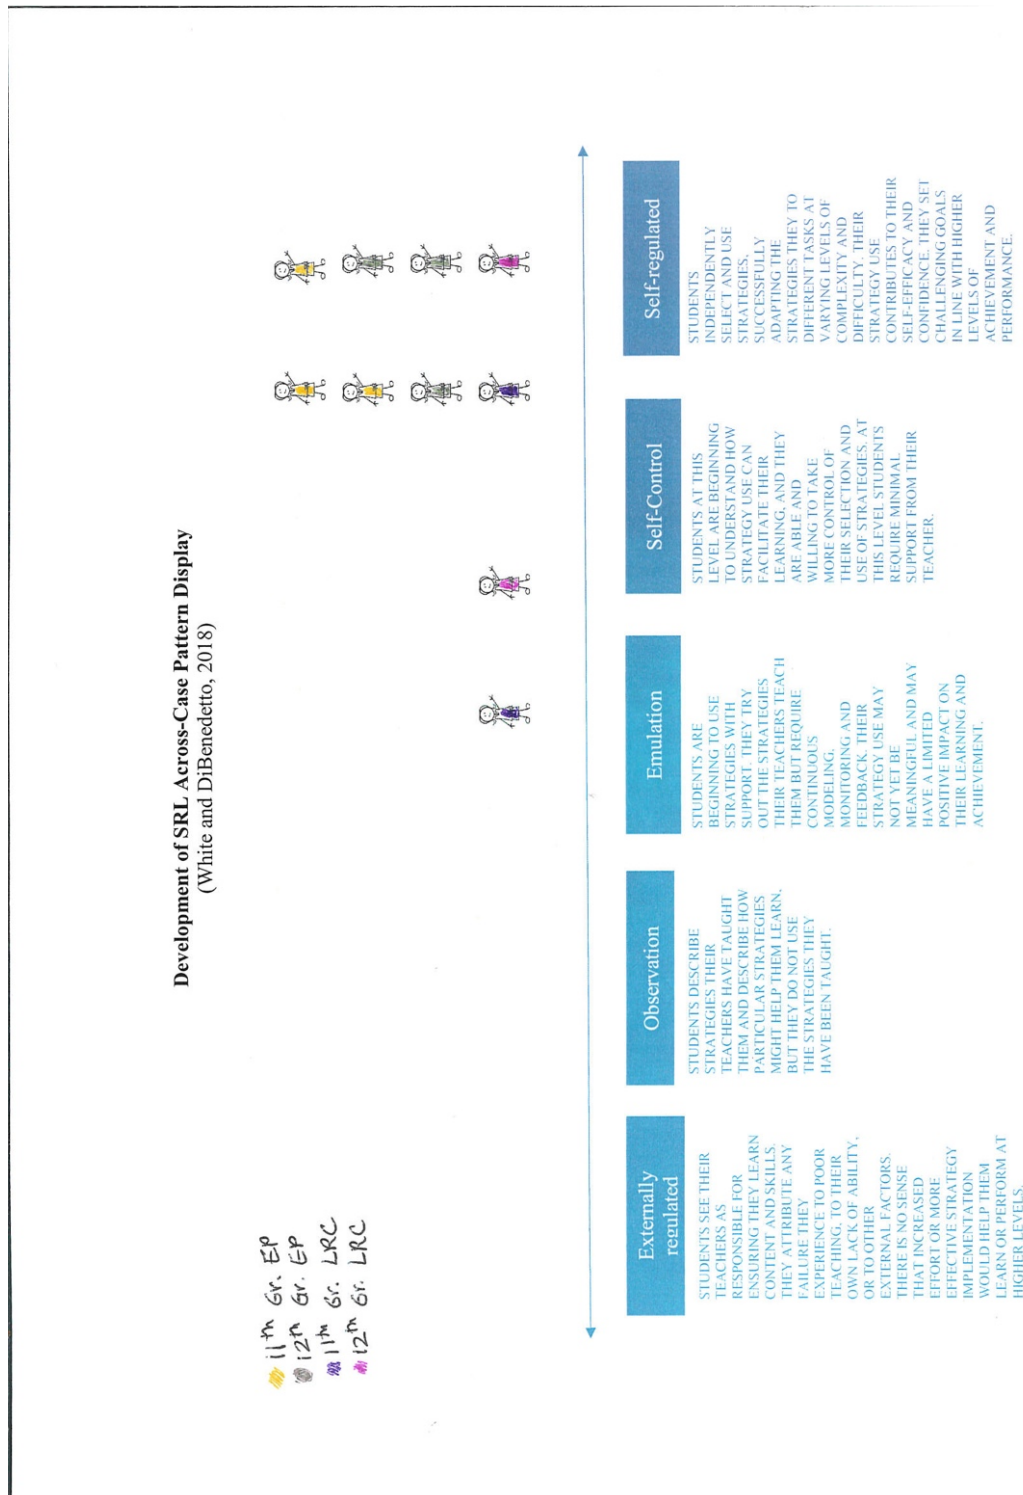 Development of SRL Across-Case Pattern Display
(White and DiBenedetto, 2018)
11th Gr. EP
12th Gr. EP
11th Gr. LRC
12th Gr. LRC
Externally
regulated
STUDENTS SEE THEIR
TEACHERS AS
RESPONSIBLE FOR
ENSURING THEY LEARN
CONTENT AND SKILLS.
THEY ATTRIBUTE ANY
FAILURE THEY
EXPERIENCE TO POOR
TEACHING, TO THEIR
OWN LACK OF ABILITY,
OR TO OTHER
EXTERNAL FACTORS.
THERE IS NO SENSE
THAT INCREASED
EFFORT OR MORE
EFFECTIVE STRATEGY
IMPLEMENTATION
WOULD HELP THEM
LEARN OR PERFORM AT
HIGHER LEVELS.
Observation
STUDENTS DESCRIBE
STRATEGIES THEIR
TEACHERS HAVE TAUGHT
THEM AND DESCRIBE HOW
PARTICULAR STRATEGIES
MIGHT HELP THEM LEARN,
BUT THEY DO NOT USE
THE STRATEGIES THEY
HAVE BEEN TAUGHT.
Emulation
STUDENTS ARE
BEGINNING TO USE
STRATEGIES WITH
SUPPORT. THEY TRY
OUT THE STRATEGIES
THEIR TEACHERS TEACH
THEM BUT REQUIRE
CONTINUOUS
MODELING,
MONITORING AND
FEEDBACK. THEIR
STRATEGY USE MAY
NOT YET BE
MEANINGFUL AND MAY
HAVE A LIMITED
POSITIVE IMPACT ON
THEIR LEARNING AND
ACHIEVEMENT.
Self-Control
STUDENTS AT THIS
LEVEL ARE BEGINNING
TO UNDERSTAND HOW
STRATEGY USE CAN
FACILITATE THEIR
LEARNING, AND THEY
ARE ABLE AND
WILLING TO TAKE
MORE CONTROL OF
THEIR SELECTION AND
USE OF STRATEGIES. AT
THIS LEVEL STUDENTS
REQUIRE MINIMAL
SUPPORT FROM THEIR
TEACHER.
Self-regulated
STUDENTS
INDEPENDENTLY
SELECT AND USE
STRATEGIES,
SUCCESSFULLY
ADAPTING THE
STRATEGIES THEY TO
DIFFERENT TASKS AT
VARYING LEVELS OF
COMPLEXITY AND
DIFFICULTY. THEIR
STRATEGY USE
CONTRIBUTES TO THEIR
SELF-EFFICACY AND
CONFIDENCE. THEY SET
CHALLENGING GOALS
IN LINE WITH HIGHER
LEVELS OF
ACHIEVEMENT AND
PERFORMANCE.